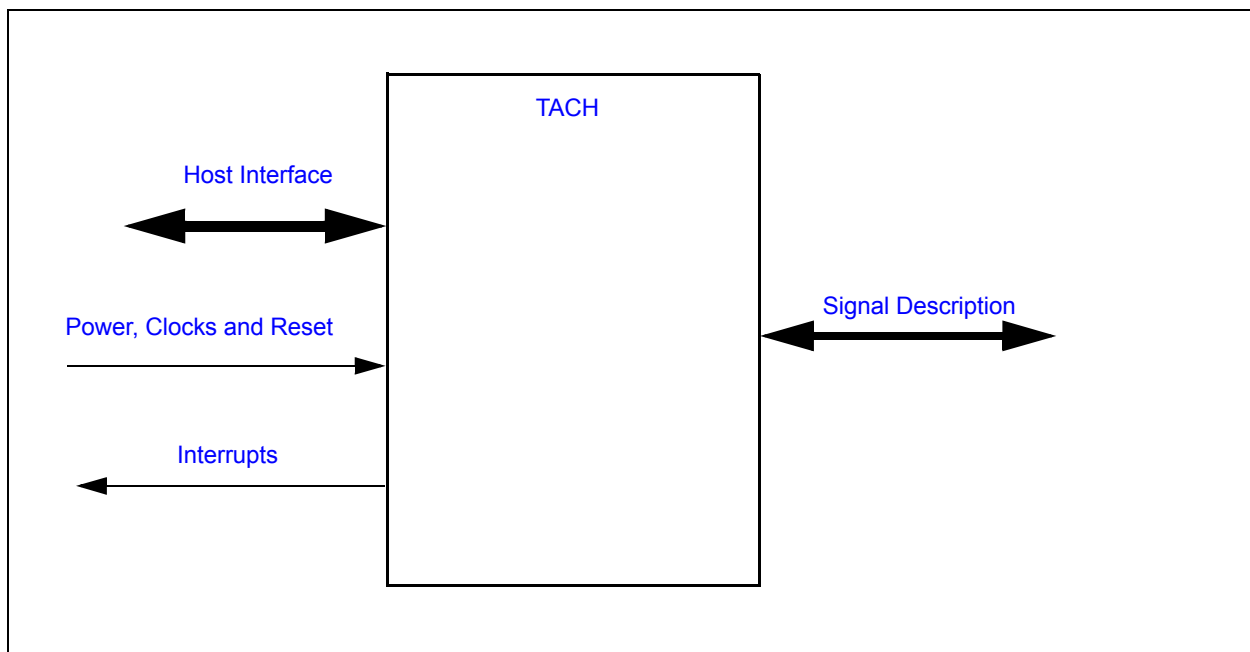 TACH
Host Interface
Signal Description
Power, Clocks and Reset
Interrupts